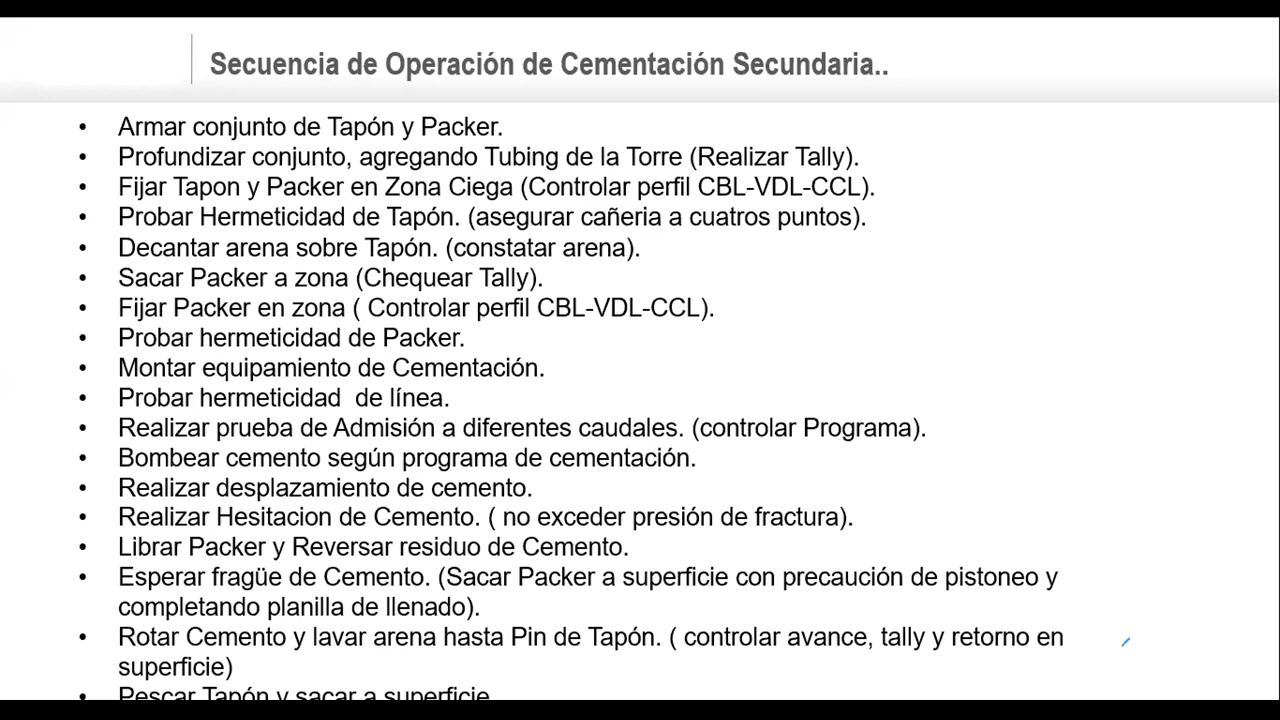 Secuencia de Operación de Cementación Secundaria..
• Armar conjunto de Tapón y Packer.
• Profundizar conjunto, agregando Tubing de la Torre (Realizar Tally).
• Fijar Tapon y Packer en Zona Ciega (Controlar perfil CBL-VDL-CCL).
• Probar Hermeticidad de Tapón. (asegurar cañeria a cuatros puntos).
• Decantar arena sobre Tapón. (constatar arena).
• Sacar Packer a zona (Chequear Tally).
• Fijar Packer en zona ( Controlar perfil CBL-VDL-CCL).
• Probar hermeticidad de Packer.
• Montar equipamiento de Cementación.
• Probar hermeticidad  de línea.
• Realizar prueba de Admisión a diferentes caudales. (controlar Programa).
• Bombear cemento según programa de cementación.
• Realizar desplazamiento de cemento.
• Realizar Hesitacion de Cemento. ( no exceder presión de fractura).
• Librar Packer y Reversar residuo de Cemento.
• Esperar fragüe de Cemento. (Sacar Packer a superficie con precaución de pistoneo y
completando planilla de llenado).
• Rotar Cemento y lavar arena hasta Pin de Tapón. ( controlar avance, tally y retorno en
superficie)
• Pescar Tapón y sacar a superficie